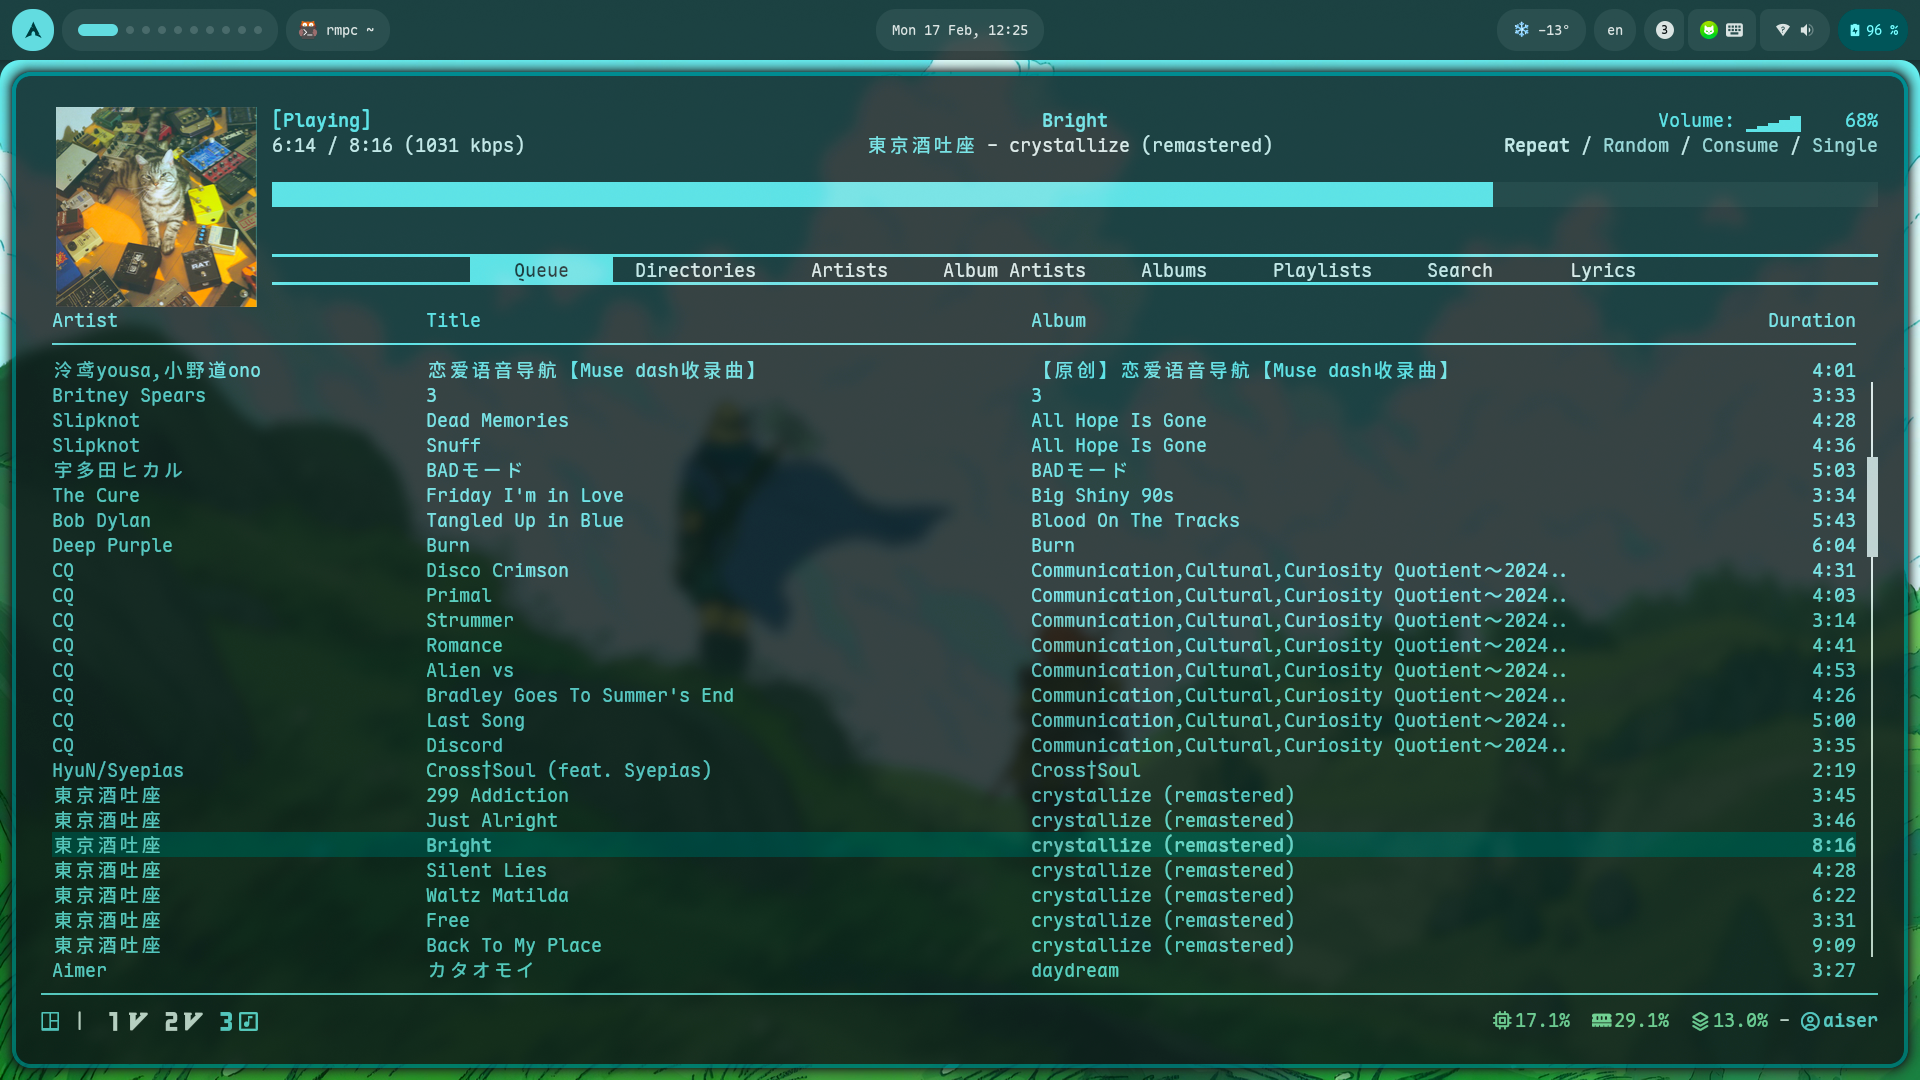 rmpc ~
Mon 17 Feb, 12:25
-13°
en
3
96 %
[Playing] Bright Volume: 68%
6:14 / 8:16 (1031 kbps) 東京酒吐座 - crystallize (remastered) Repeat / Random / Consume / Single
Queue Directories Artists Album Artists Albums Playlists Search Lyrics
Artist Title Album Duration
泠鸢yousa,小野道ono 恋爱语音导航【Muse dash收录曲】 【原创】恋爱语音导航【Muse dash收录曲】 4:01
Britney Spears 3 3 3:33
Slipknot Dead Memories All Hope Is Gone 4:28
Slipknot Snuff All Hope Is Gone 4:36
宇多田ヒカル BADモード BADモード 5:03
The Cure Friday I'm in Love Big Shiny 90s 3:34
Bob Dylan Tangled Up in Blue Blood On The Tracks 5:43
Deep Purple Burn Burn 6:04
CQ Disco Crimson Communication,Cultural,Curiosity Quotient〜2024.. 4:31
CQ Primal Communication,Cultural,Curiosity Quotient〜2024.. 4:03
CQ Strummer Communication,Cultural,Curiosity Quotient〜2024.. 3:14
CQ Romance Communication,Cultural,Curiosity Quotient〜2024.. 4:41
CQ Alien vs Communication,Cultural,Curiosity Quotient〜2024.. 4:53
CQ Bradley Goes To Summer's End Communication,Cultural,Curiosity Quotient〜2024.. 4:26
CQ Last Song Communication,Cultural,Curiosity Quotient〜2024.. 5:00
CQ Discord Communication,Cultural,Curiosity Quotient〜2024.. 3:35
HyuN/Syepias Cross†Soul (feat. Syepias) Cross†Soul 2:19
東京酒吐座 299 Addiction crystallize (remastered) 3:45
東京酒吐座 Just Alright crystallize (remastered) 3:46
東京酒吐座 Bright crystallize (remastered) 8:16
東京酒吐座 Silent Lies crystallize (remastered) 4:28
東京酒吐座 Waltz Matilda crystallize (remastered) 6:22
東京酒吐座 Free crystallize (remastered) 3:31
東京酒吐座 Back To My Place crystallize (remastered) 9:09
Aimer カタオモイ daydream 3:27
| 1 2 3 17.1% 29.1% 13.0% - aiser